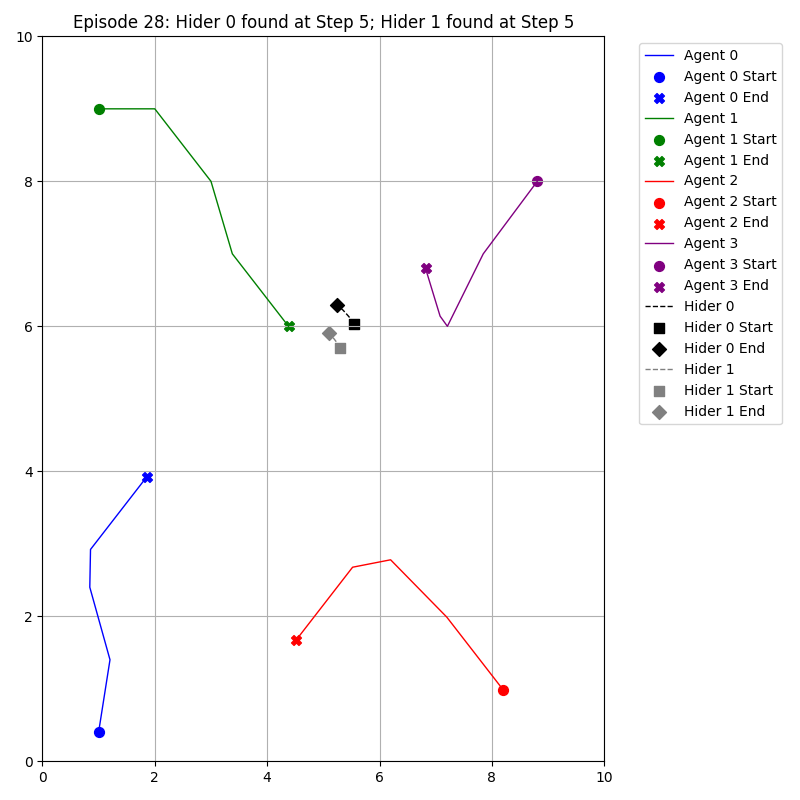 Episode 28: Hider 0 found at Step 5; Hider 1 found at Step 5
10
8
6
4
2
0
0 2 4 6 8 10
Agent 0
Agent 0 Start
Agent 0 End
Agent 1
Agent 1 Start
Agent 1 End
Agent 2
Agent 2 Start
Agent 2 End
Agent 3
Agent 3 Start
Agent 3 End
Hider 0
Hider 0 Start
Hider 0 End
Hider 1
Hider 1 Start
Hider 1 End